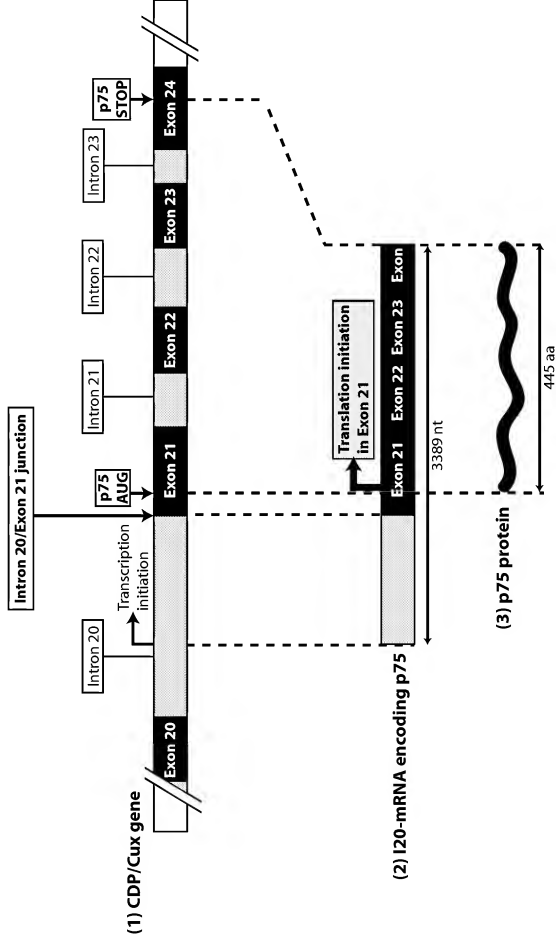 Intron 20/Exon 21 junction
Intron 20
Transcription
initiation
p75
AUG
Intron 21
Intron 22
Intron 23
p75
STOP
Exon 20
Exon 21
Exon 22
Exon 23
Exon 24
(1) CDP/Cux gene
Translation initiation
in Exon 21
Exon 21
Exon 22
Exon 23
Exon
(2) I20-mRNA encoding p75
3389 nt
(3) p75 protein
445 aa